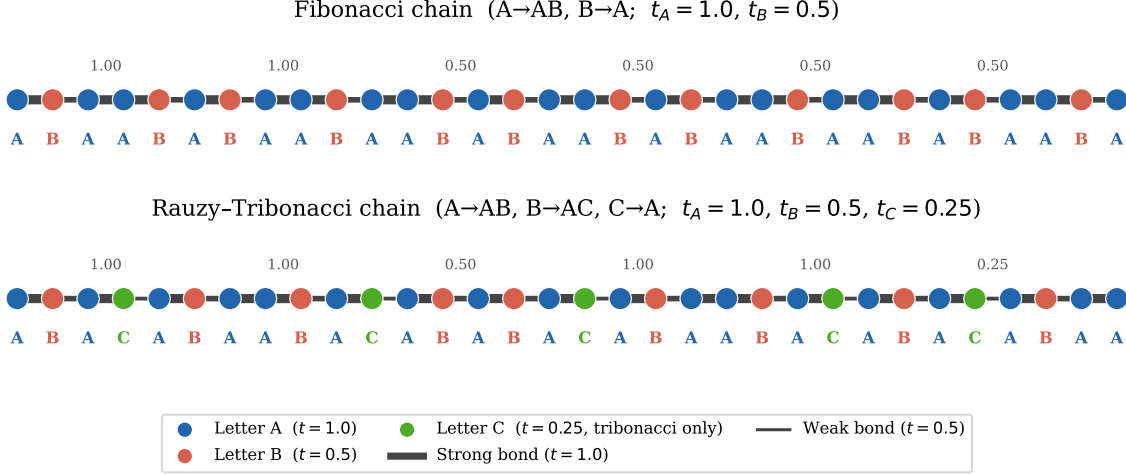 Fibonacci chain (A→AB, B→A; t_A = 1.0, t_B = 0.5)
1.00 1.00 0.50 0.50 0.50 0.50
A B A A B A B A A B A A B A B A A B A B A A B A A B A B A A B A
Rauzy–Tribonacci chain (A→AB, B→AC, C→A; t_A = 1.0, t_B = 0.5, t_C = 0.25)
1.00 1.00 0.50 1.00 1.00 0.25
A B A C A B A A B A C A B A B A C A B A A B A C A B A C A B A A
Letter A (t = 1.0) Letter C (t = 0.25, tribonacci only) Weak bond (t = 0.5)
Letter B (t = 0.5) Strong bond (t = 1.0)